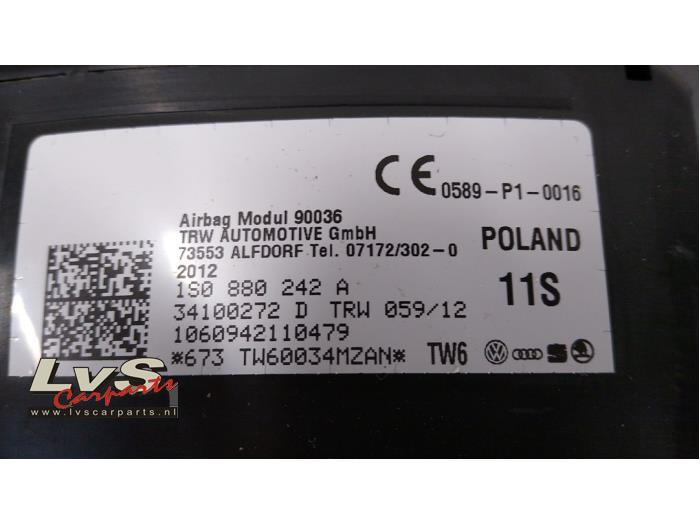 CE 0589-P1-0016
Airbag Modul 90036
TRW AUTOMOTIVE GmbH
73553 ALFDORF Tel. 07172/302-0
2012
POLAND
1S0 880 242 A
11S
34100272 D TRW 059/12
1060942110479
*673 TW60034MZAN* TW6
LvS
Carparts
www.lvscarparts.nl